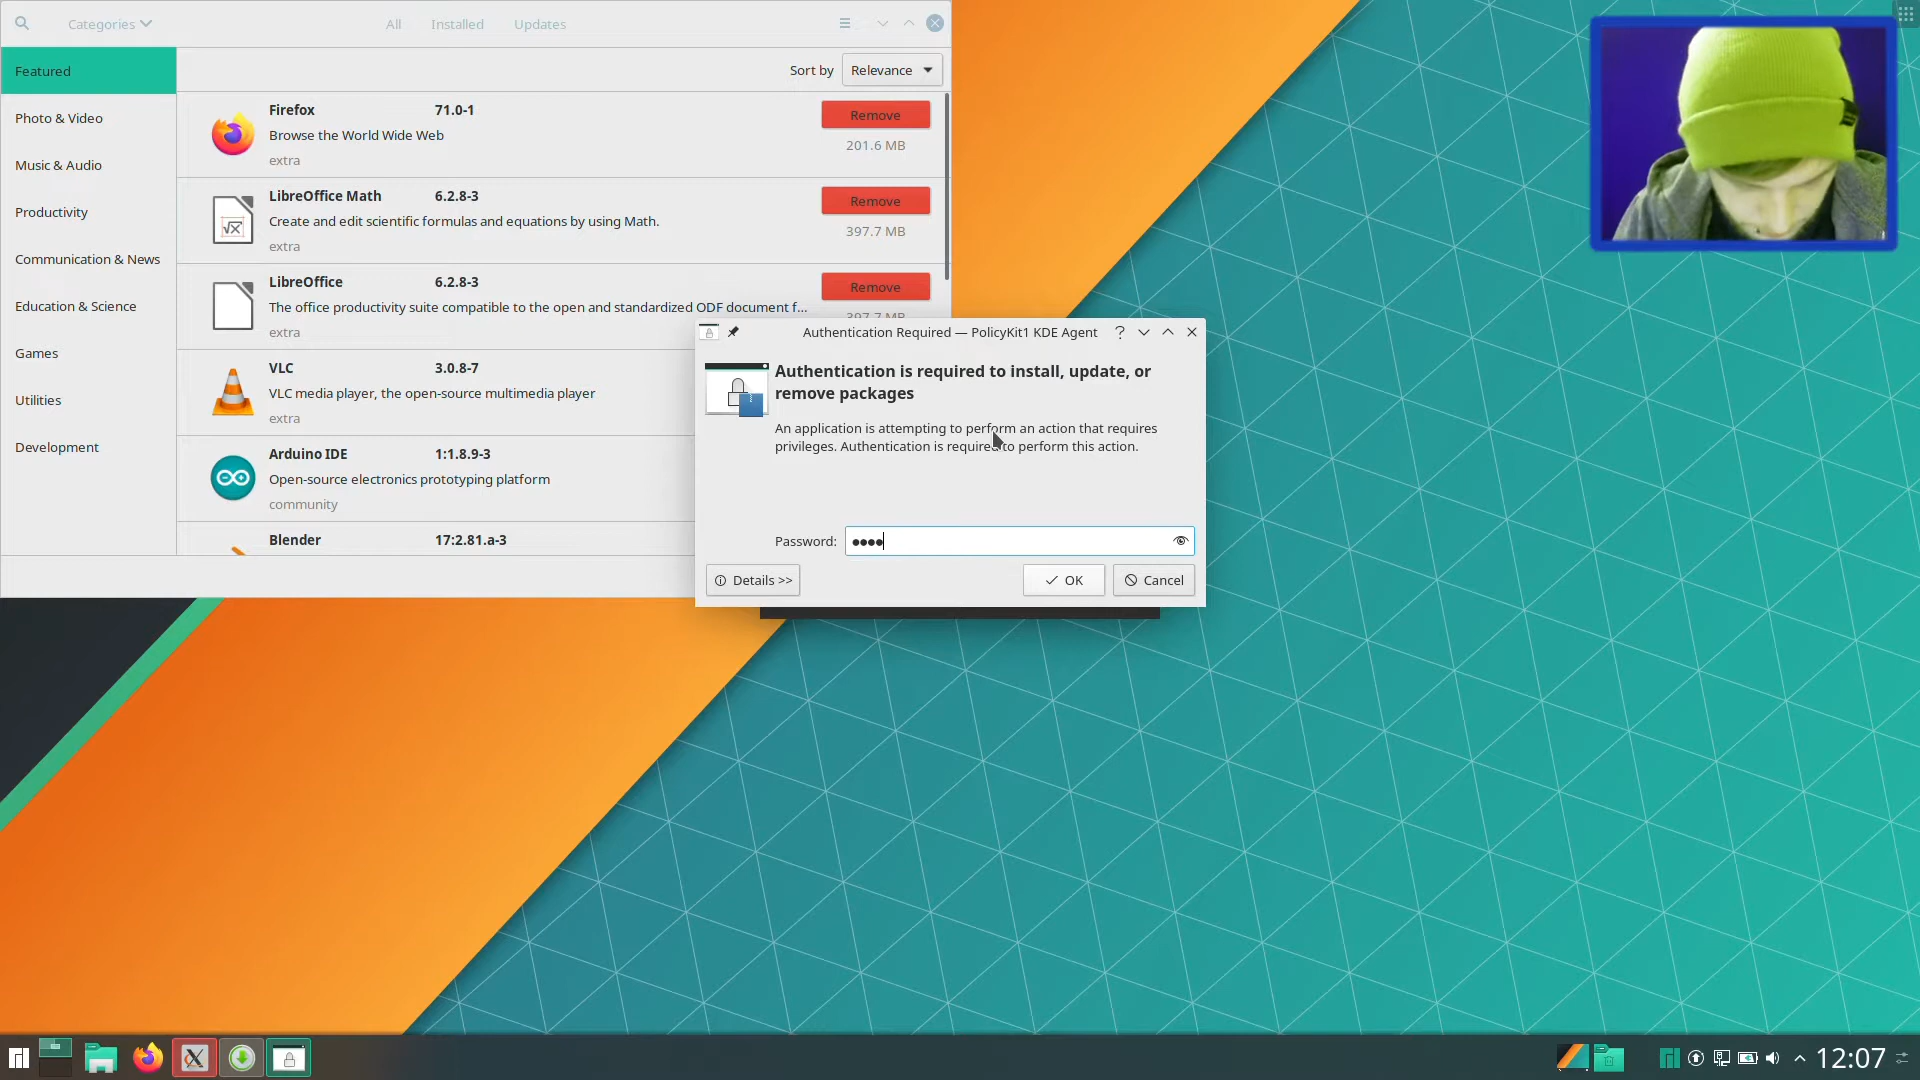 Categories
All
Installed
Updates
Featured
Photo & Video
Music & Audio
Productivity
Communication & News
Education & Science
Games
Utilities
Development
Sort by
Relevance
Firefox 71.0-1
Browse the World Wide Web
extra
Remove
201.6 MB
LibreOffice Math 6.2.8-3
Create and edit scientific formulas and equations by using Math.
extra
Remove
397.7 MB
LibreOffice 6.2.8-3
The office productivity suite compatible to the open and standardized ODF document f...
extra
Remove
397.7 MB
VLC 3.0.8-7
VLC media player, the open-source multimedia player
extra
Arduino IDE 1:1.8.9-3
Open-source electronics prototyping platform
community
Blender 17:2.81.a-3
Authentication Required — PolicyKit1 KDE Agent
Authentication is required to install, update, or
remove packages
An application is attempting to perform an action that requires
privileges. Authentication is required to perform this action.
Password:
Details >>
OK
Cancel
12:07